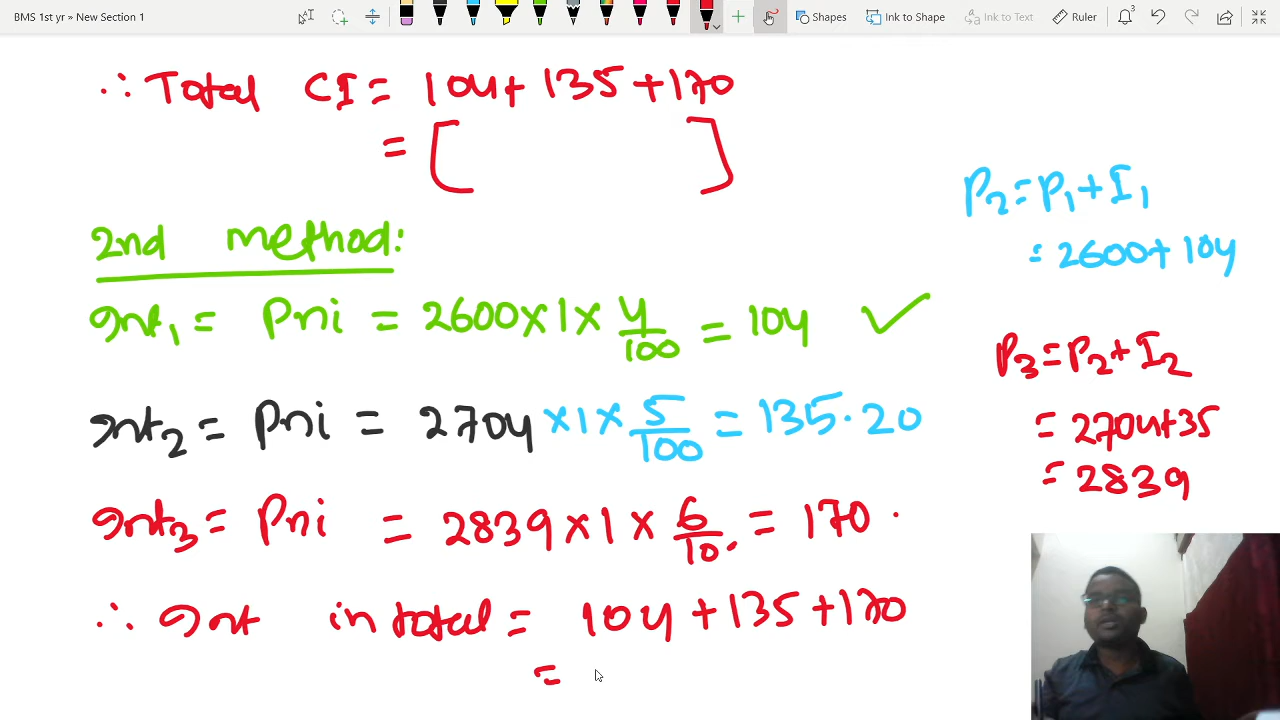 BMS 1st yr » New Section 1
Shapes Ink to Shape Ink to Text Ruler 3
∴ Total CI = 104 + 135 + 170
= [ ]
2nd method:
Int₁ = Pni = 2600 × 1 × 4/100 = 104 ✓
Int₂ = Pni = 2704 × 1 × 5/100 = 135.20
Int₃ = Pni = 2839 × 1 × 6/10. = 170 .
∴ Int in total = 104 + 135 + 170
=
P₂ = P₁ + I₁
= 2600 + 104
P₃ = P₂ + I₂
= 2704 + 35
= 2839